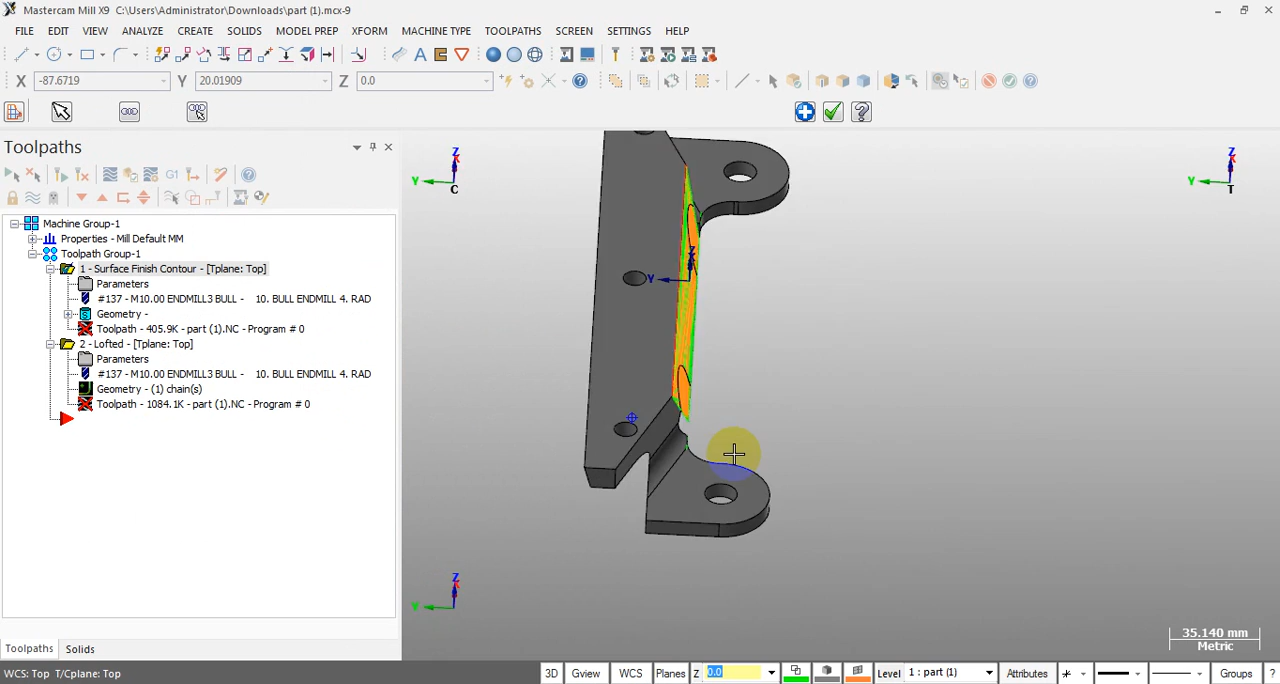 Mastercam Mill X9 C:\Users\Administrator\Downloads\part (1).mcx-9
FILE EDIT VIEW ANALYZE CREATE SOLIDS MODEL PREP XFORM MACHINE TYPE TOOLPATHS SCREEN SETTINGS HELP
X -87.6719 Y 20.01909 Z 0.0
Toolpaths
G1
Machine Group-1
Properties - Mill Default MM
Toolpath Group-1
1 - Surface Finish Contour - [Tplane: Top]
Parameters
#137 - M10.00 ENDMILL3 BULL - 10. BULL ENDMILL 4. RAD
Geometry -
Toolpath - 405.9K - part (1).NC - Program # 0
2 - Lofted - [Tplane: Top]
Parameters
#137 - M10.00 ENDMILL3 BULL - 10. BULL ENDMILL 4. RAD
Geometry - (1) chain(s)
Toolpath - 1084.1K - part (1).NC - Program # 0
Z X
Y
C
Z X
Y
T
Z
Y
Z X
Y
35.140 mm
Metric
Toolpaths Solids
WCS: Top T/Cplane: Top 3D Gview WCS Planes Z 0.0 Level 1 : part (1) Attributes Groups ?